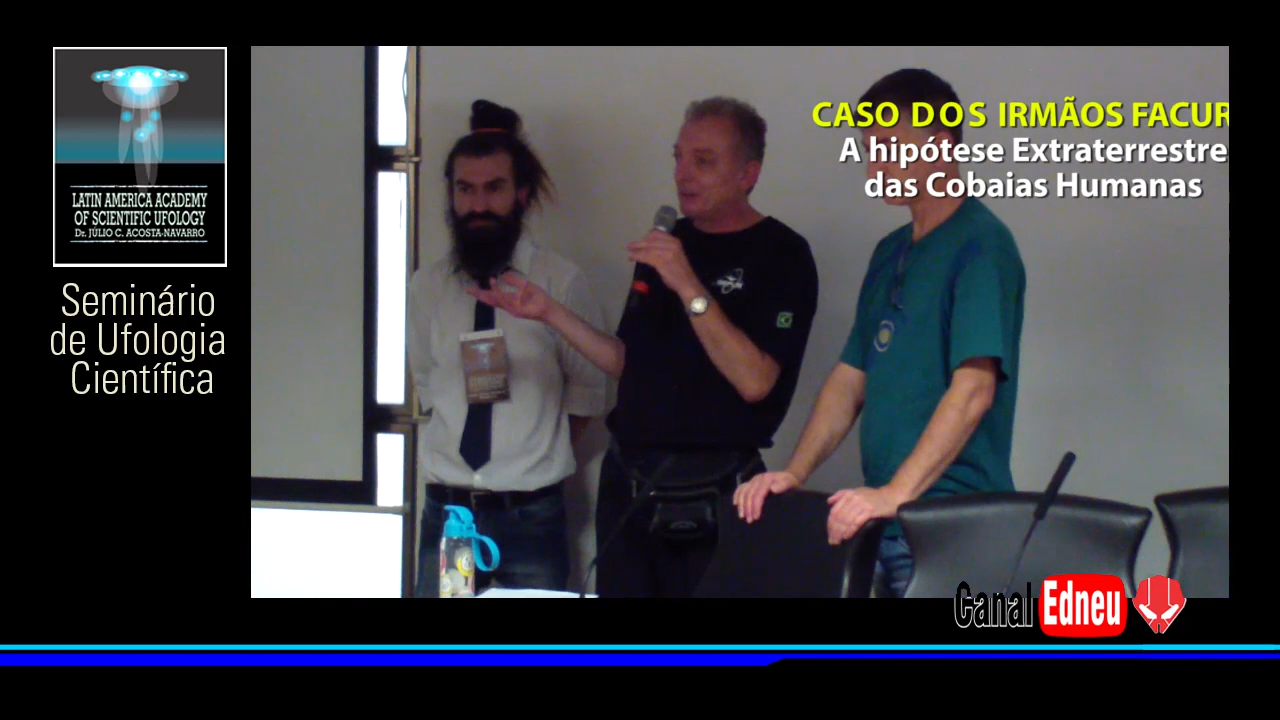 LATIN AMERICA ACADEMY
OF SCIENTIFIC UFOLOGY
Dr. JÚLIO C. ACOSTA-NAVARRO
Seminário
de Ufologia
Científica
CASO DOS IRMÃOS FACUR
A hipótese Extraterrestre
das Cobaias Humanas
Canal Edneu